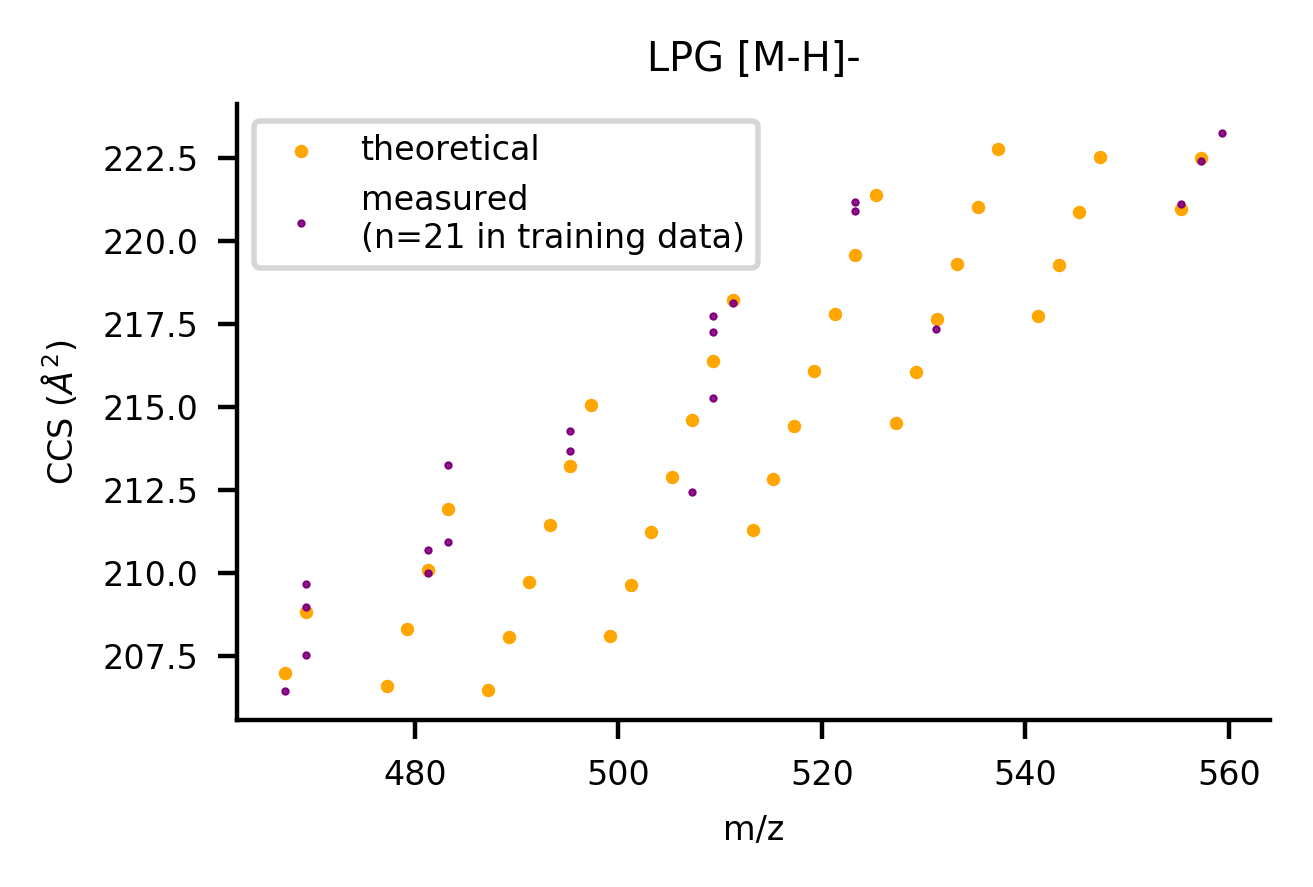 LPG [M-H]-
theoretical
measured
(n=21 in training data)
222.5
220.0
217.5
215.0
212.5
210.0
207.5
CCS (Å²)
480
500
520
540
560
m/z